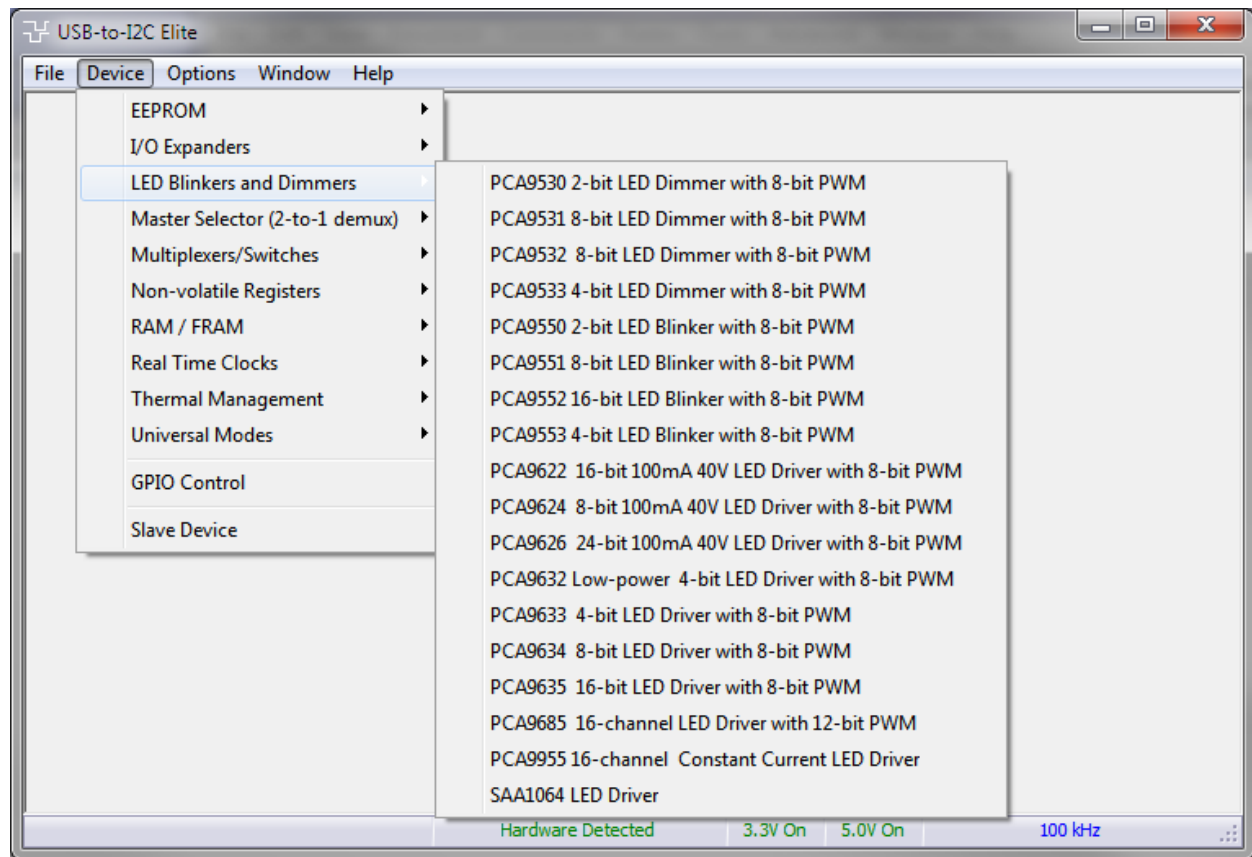 USB-to-I2C Elite
File Device Options Window Help
EEPROM
I/O Expanders
LED Blinkers and Dimmers
Master Selector (2-to-1 demux)
Multiplexers/Switches
Non-volatile Registers
RAM / FRAM
Real Time Clocks
Thermal Management
Universal Modes
GPIO Control
Slave Device
PCA9530 2-bit LED Dimmer with 8-bit PWM
PCA9531 8-bit LED Dimmer with 8-bit PWM
PCA9532  8-bit LED Dimmer with 8-bit PWM
PCA9533 4-bit LED Dimmer with 8-bit PWM
PCA9550 2-bit LED Blinker with 8-bit PWM
PCA9551 8-bit LED Blinker with 8-bit PWM
PCA9552 16-bit LED Blinker with 8-bit PWM
PCA9553 4-bit LED Blinker with 8-bit PWM
PCA9622  16-bit 100mA 40V LED Driver with 8-bit PWM
PCA9624  8-bit 100mA 40V LED Driver with 8-bit PWM
PCA9626  24-bit 100mA 40V LED Driver with 8-bit PWM
PCA9632 Low-power  4-bit LED Driver with 8-bit PWM
PCA9633  4-bit LED Driver with 8-bit PWM
PCA9634  8-bit LED Driver with 8-bit PWM
PCA9635  16-bit LED Driver with 8-bit PWM
PCA9685  16-channel LED Driver with 12-bit PWM
PCA9955 16-channel  Constant Current LED Driver
SAA1064 LED Driver
Hardware Detected 3.3V On 5.0V On 100 kHz